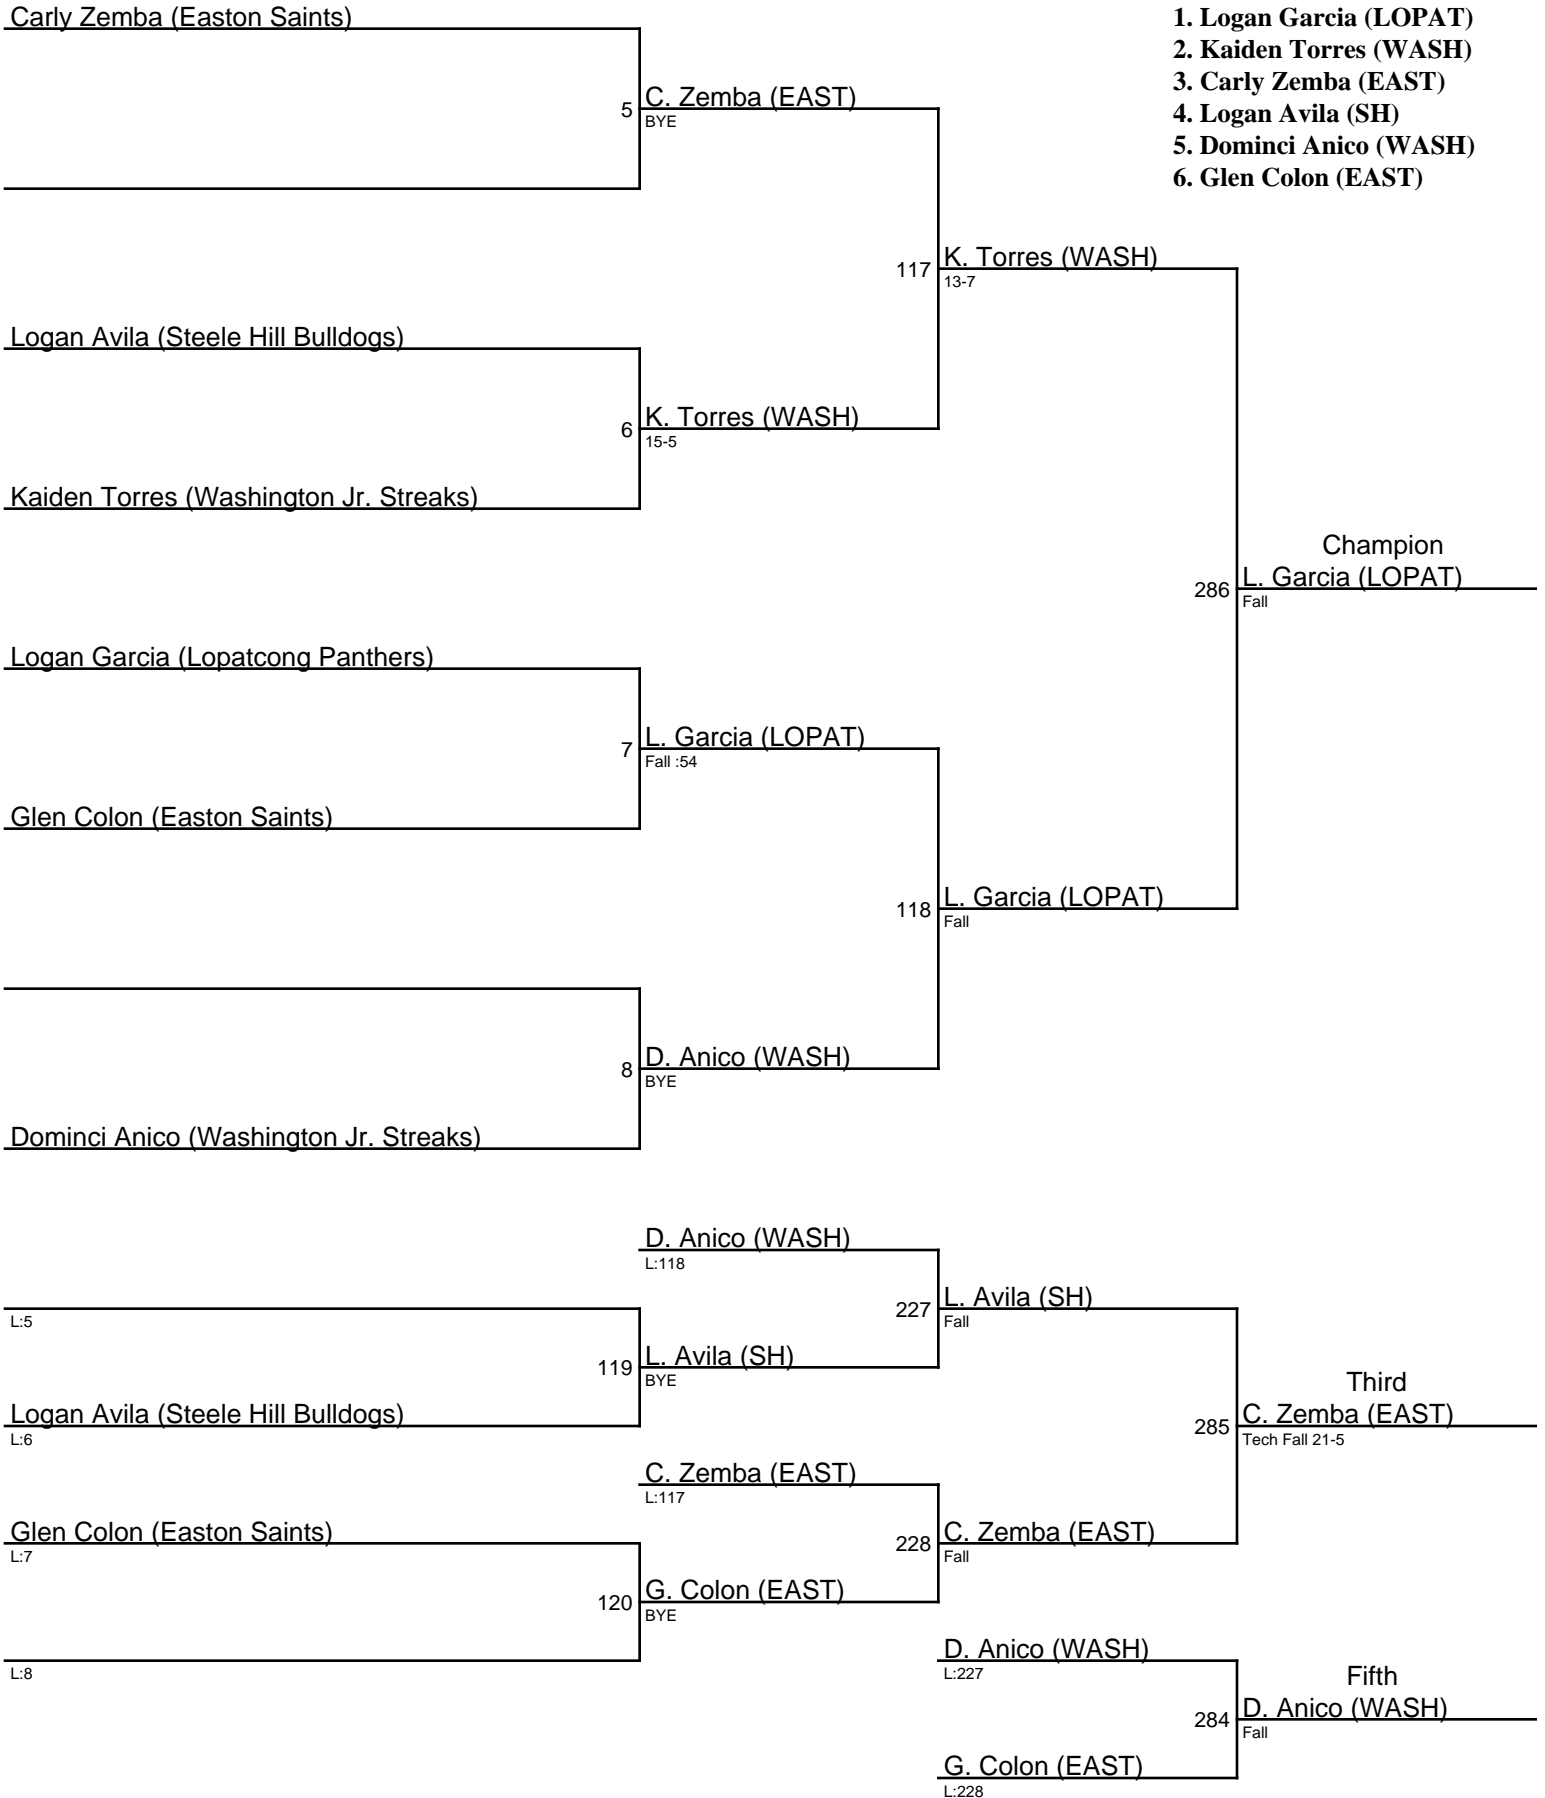 Carly Zemba (Easton Saints)
1. Logan Garcia (LOPAT)
2. Kaiden Torres (WASH)
3. Carly Zemba (EAST)
4. Logan Avila (SH)
5. Dominci Anico (WASH)
6. Glen Colon (EAST)
5
C. Zemba (EAST)
BYE
117
K. Torres (WASH)
13-7
Logan Avila (Steele Hill Bulldogs)
6
K. Torres (WASH)
15-5
Kaiden Torres (Washington Jr. Streaks)
Champion
286
L. Garcia (LOPAT)
Fall
Logan Garcia (Lopatcong Panthers)
7
L. Garcia (LOPAT)
Fall :54
Glen Colon (Easton Saints)
118
L. Garcia (LOPAT)
Fall
8
D. Anico (WASH)
BYE
Dominci Anico (Washington Jr. Streaks)
D. Anico (WASH)
L:118
L:5
227
L. Avila (SH)
Fall
119
L. Avila (SH)
BYE
Logan Avila (Steele Hill Bulldogs)
L:6
Third
285
C. Zemba (EAST)
Tech Fall 21-5
C. Zemba (EAST)
L:117
Glen Colon (Easton Saints)
L:7
228
C. Zemba (EAST)
Fall
120
G. Colon (EAST)
BYE
L:8
D. Anico (WASH)
L:227
Fifth
284
D. Anico (WASH)
Fall
G. Colon (EAST)
L:228